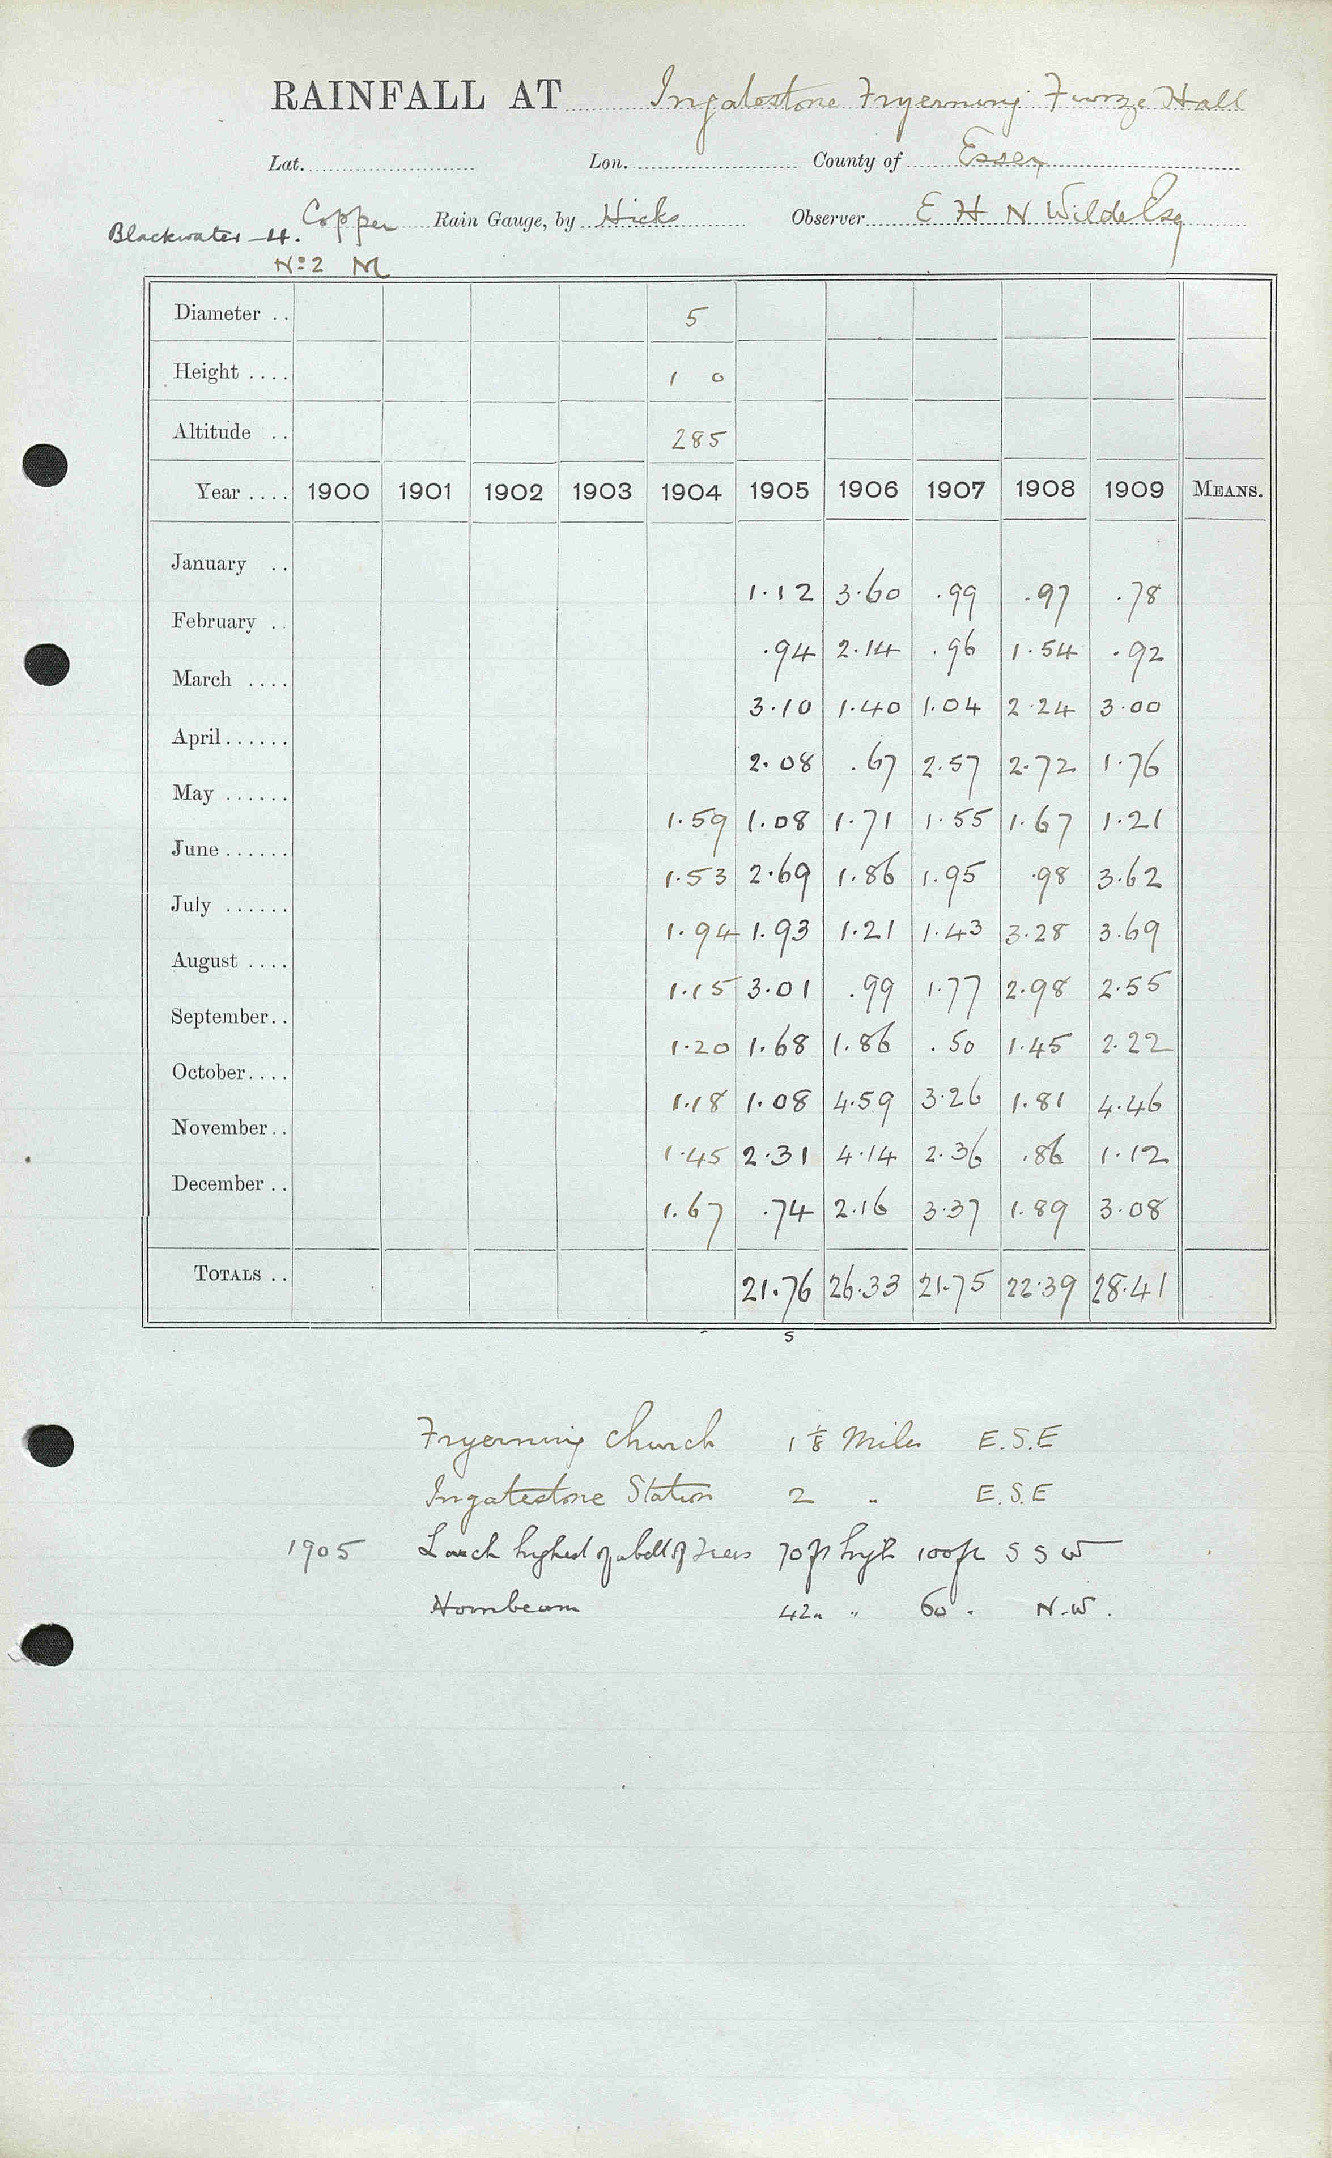 RAINFALL AT Ingatestone Fryerning Furze Hall
Lat. Lon. County of Essex
Blackwater 4. Copper Rain Gauge, by Hicks Observer E H N Wilde Esq
No 2 M
Diameter .. 5
Height .... 1 0
Altitude .. 285
Year .... 1900 1901 1902 1903 1904 1905 1906 1907 1908 1909 MEANS.
January .. 1.12 3.60 .99 .97 .78
February .. .94 2.14 .96 1.54 .92
March .... 3.10 1.40 1.04 2.24 3.00
April...... 2.08 .67 2.57 2.72 1.76
May ...... 1.59 1.08 1.71 1.55 1.67 1.21
June ...... 1.53 2.69 1.86 1.95 .98 3.62
July ...... 1.94 1.93 1.21 1.43 3.28 3.69
August .... 1.15 3.01 .99 1.77 2.98 2.55
September.. 1.20 1.68 1.86 .50 1.45 2.22
October.... 1.18 1.08 4.59 3.26 1.81 4.46
November.. 1.45 2.31 4.14 2.36 .86 1.12
December .. 1.67 .74 2.16 3.37 1.89 3.08
TOTALS .. 21.76 26.33 21.75 22.39 28.41
s
Fryerning Church 1 1/8 Miles E.S.E
Ingatestone Station 2 " E.S.E
1905 Larch highest of a belt of trees 70 ft high 100 ft S S W
Hornbeam 42 " " 60 . N.W.